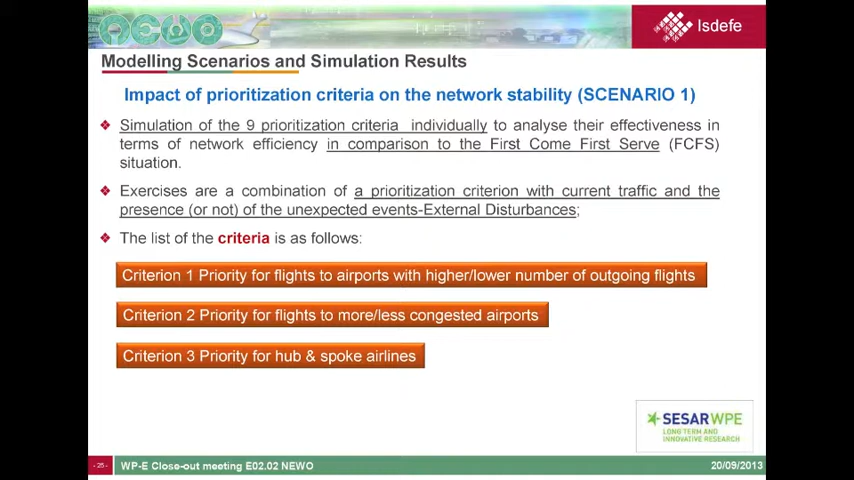 NEWO
Isdefe
Modelling Scenarios and Simulation Results
Impact of prioritization criteria on the network stability (SCENARIO 1)
Simulation of the 9 prioritization criteria individually to analyse their effectiveness in
terms of network efficiency in comparison to the First Come First Serve (FCFS)
situation.
Exercises are a combination of a prioritization criterion with current traffic and the
presence (or not) of the unexpected events-External Disturbances;
The list of the criteria is as follows:
Criterion 1 Priority for flights to airports with higher/lower number of outgoing flights
Criterion 2 Priority for flights to more/less congested airports
Criterion 3 Priority for hub & spoke airlines
SESARWPE
LONG TERM AND
INNOVATIVE RESEARCH
- 25 -
WP-E Close-out meeting E02.02 NEWO
20/09/2013